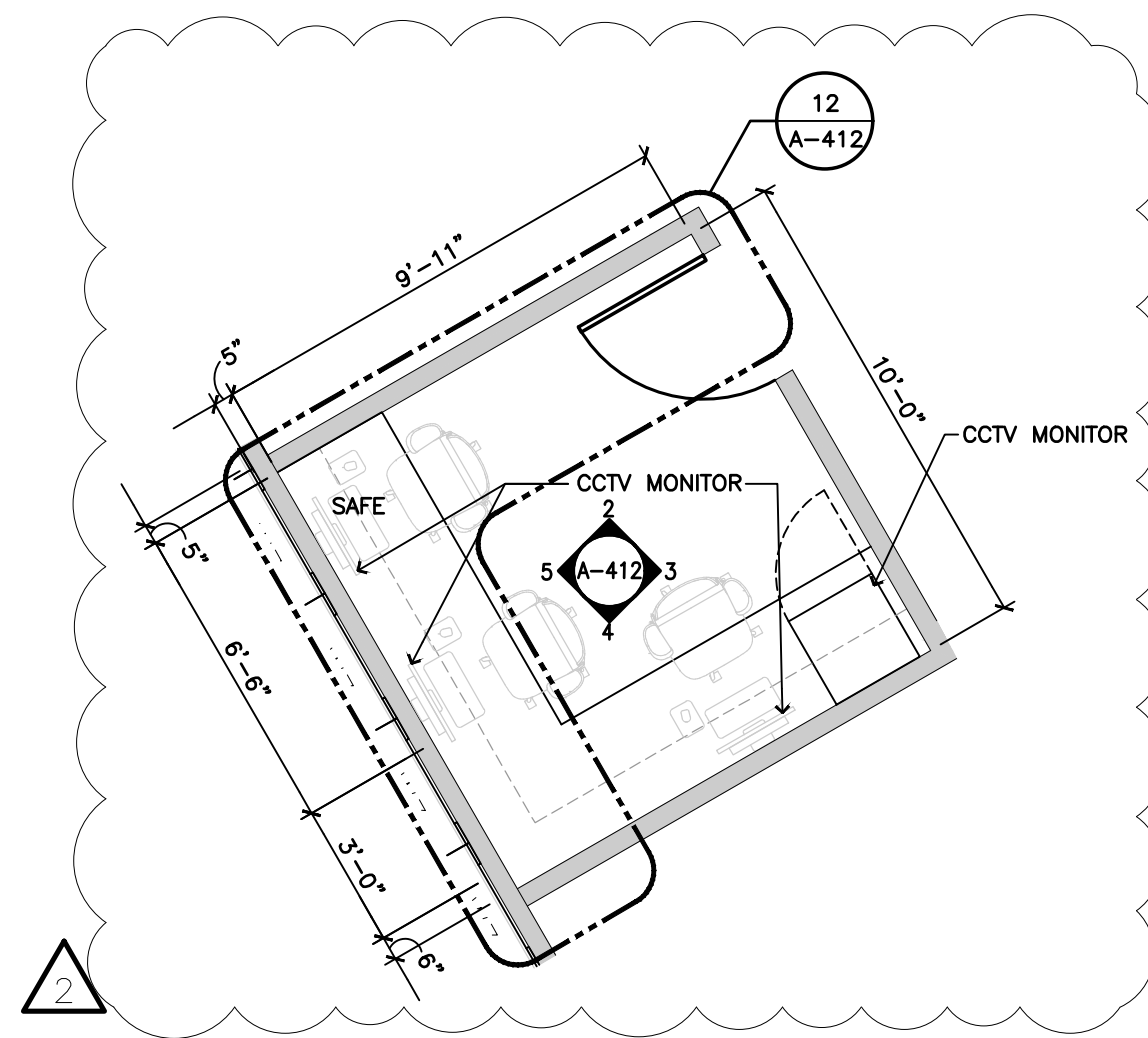 12
A-412
9'-11"
5"
10'-0"
CCTV MONITOR
CCTV MONITOR
SAFE
2
5 A-412 3
4
5"
6'-6"
3'-0"
6"
2